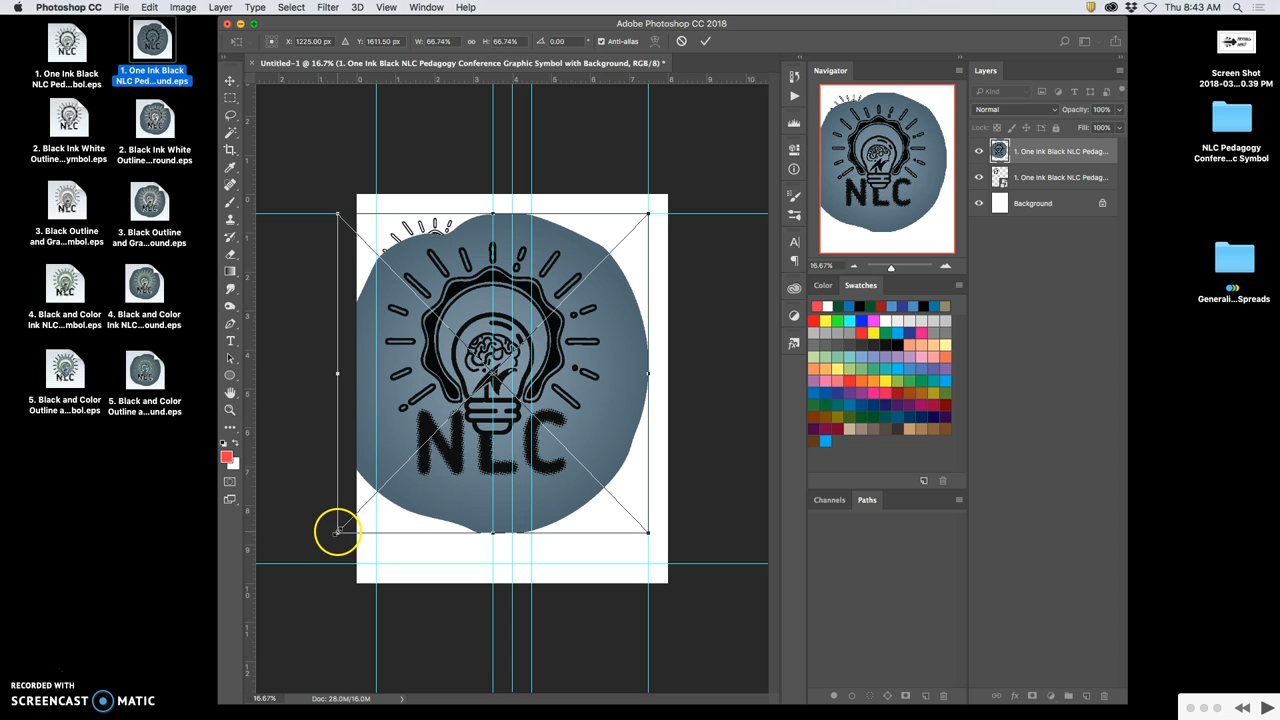 Photoshop CC File Edit Image Layer Type Select Filter 3D View Window Help
Thu 8:43 AM
Adobe Photoshop CC 2018
X: 1225.00 px Y: 1611.50 px W: 66.74% H: 66.74% 0.00 ° Anti-alias
Untitled-1 @ 16.7% (1. One Ink Black NLC Pedagogy Conference Graphic Symbol with Background, RGB/8) *
1. One Ink Black
NLC Ped...bol.eps
1. One Ink Black
NLC Ped...und.eps
2. Black Ink White
Outline...ymbol.eps
2. Black Ink White
Outline...round.eps
3. Black Outline
and Gra...mbol.eps
3. Black Outline
and Gra...ound.eps
4. Black and Color
Ink NLC...mbol.eps
4. Black and Color
Ink NLC...ound.eps
5. Black and Color
Outline a...bol.eps
5. Black and Color
Outline a...und.eps
NLC
Navigator
NLC
16.67%
Color Swatches
Channels Paths
Layers
Kind
Normal Opacity: 100%
Lock: Fill: 100%
1. One Ink Black NLC Pedag...
1. One Ink Black NLC Pedag...
Background
Screen Shot
2018-03...0.39 PM
NLC Pedagogy
Conferen...c Symbol
Generali...Spreads
16.67% Doc: 28.0M/16.0M
RECORDED WITH
SCREENCAST MATIC